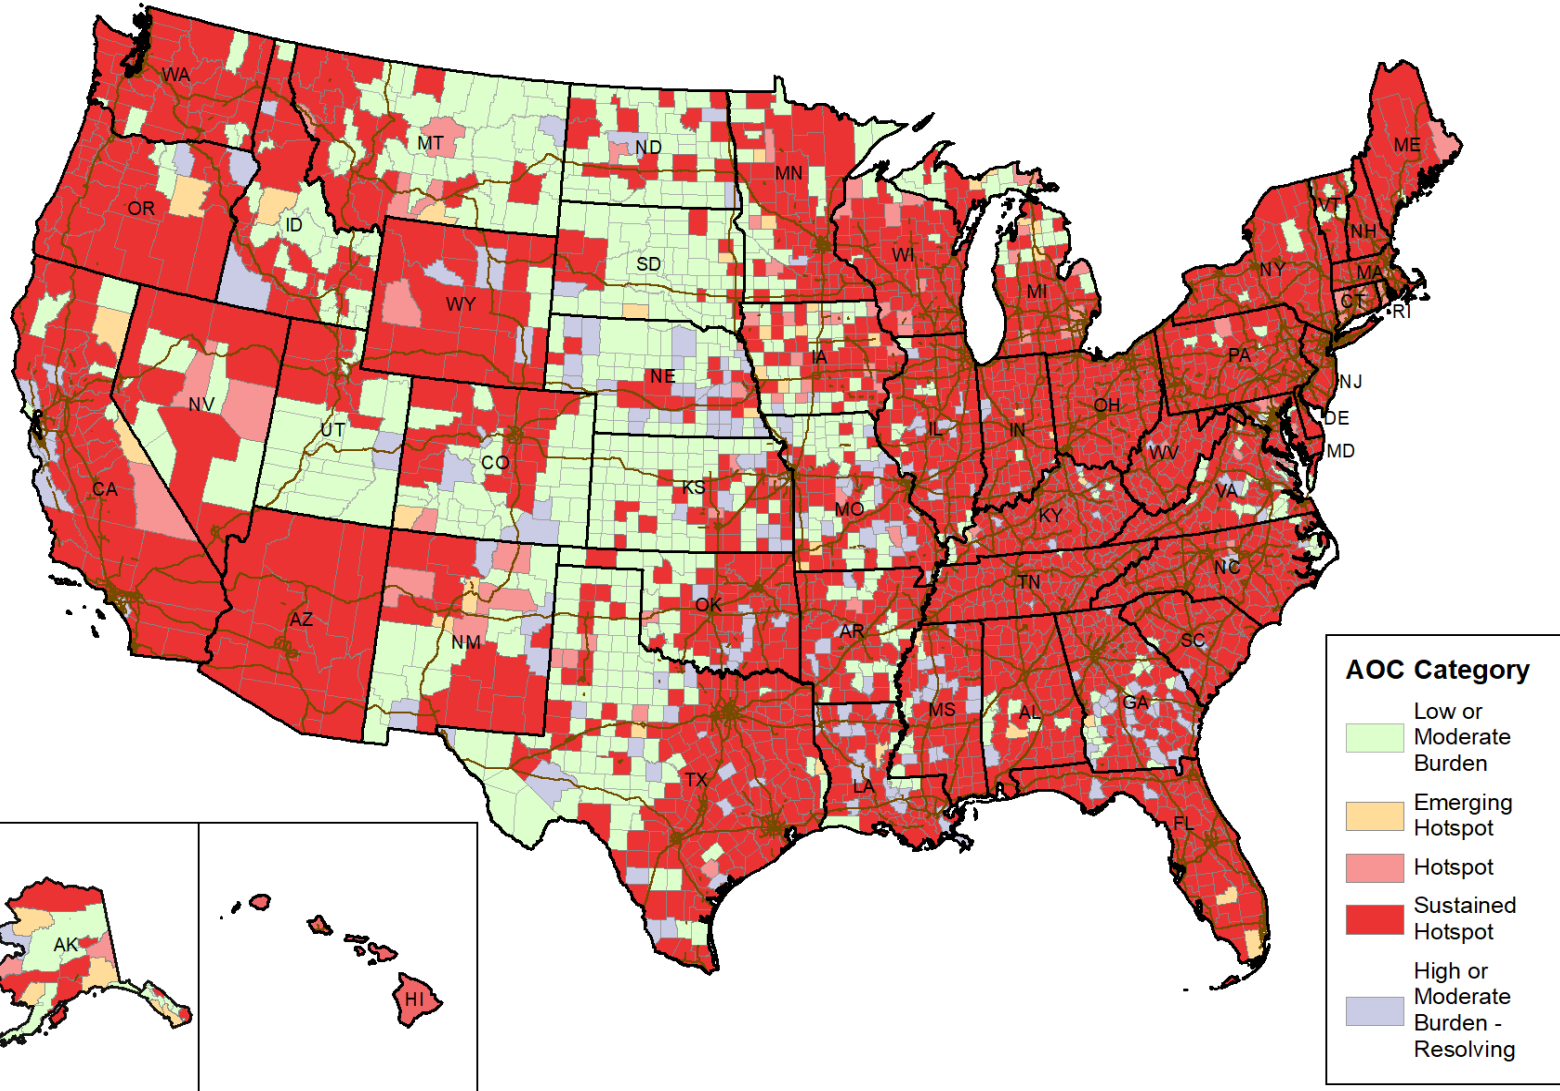 WA
ME
MT
ND
MN
OR
VT
ID
NH
WI
SD
NY
MA
MI
WY
CT
RI
IA
PA
NE
NJ
NV
OH
DE
UT
IL
IN
CO
WV
MD
CA
KS
VA
MO
KY
NC
TN
OK
AZ
AR
NM
SC
MS
AL
GA
TX
LA
FL
AK
HI
AOC Category
Low or
Moderate
Burden
Emerging
Hotspot
Hotspot
Sustained
Hotspot
High or
Moderate
Burden -
Resolving